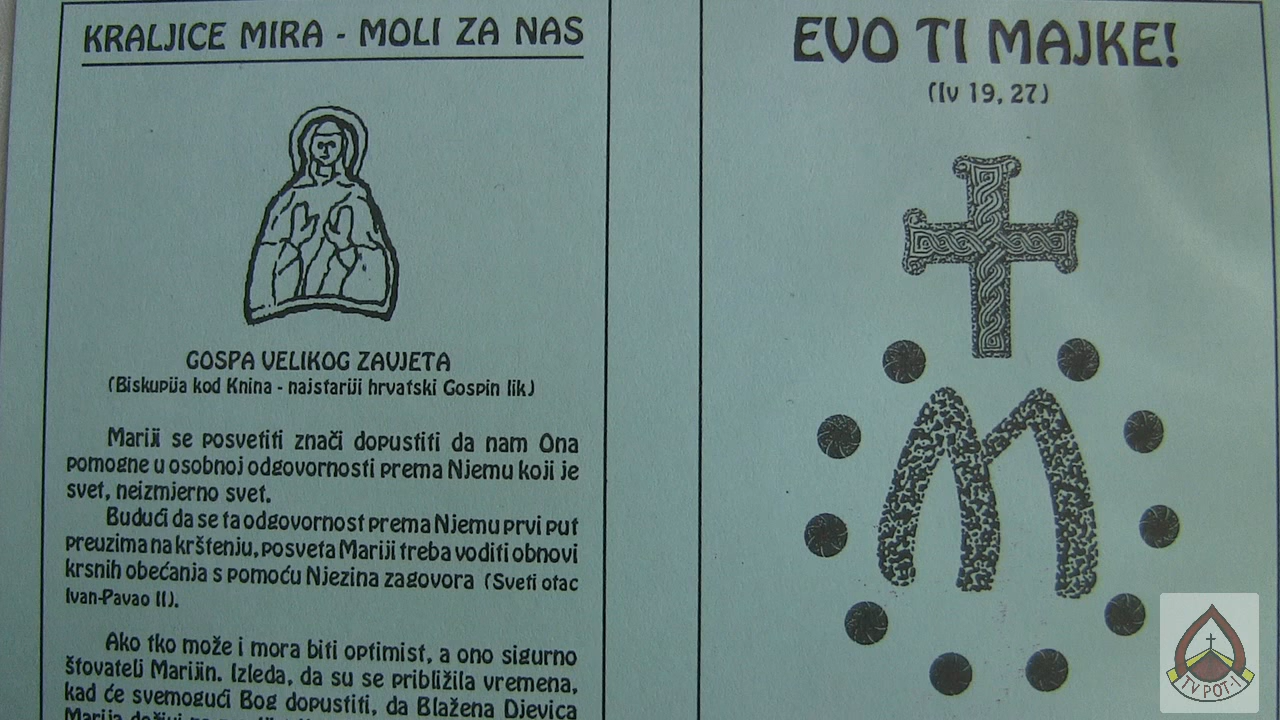 KRALJICE MIRA - MOLI ZA NAS
GOSPA VELIKOG ZAVJETA
(Biskupija kod Knina - najstariji hrvatski Gospin lik)
Mariji se posvetiti znači dopustiti da nam Ona
pomogne u osobnoj odgovornosti prema Njemu koji je
svet, neizmjerno svet.
Budući da se ta odgovornost prema Njemu prvi put
preuzima na krštenju, posveta Mariji treba voditi obnovi
krsnih obećanja s pomoću Njezina zagovora (Sveti otac
Ivan-Pavao II).
Ako tko može i mora biti optimist, a ono sigurno
štovatelj Marijin. Izleda, da su se približila vremena,
kad će svemogući Bog dopustiti, da Blažena Djevica
Marija
EVO TI MAJKE!
(Iv 19, 27)
M
TV POT-1